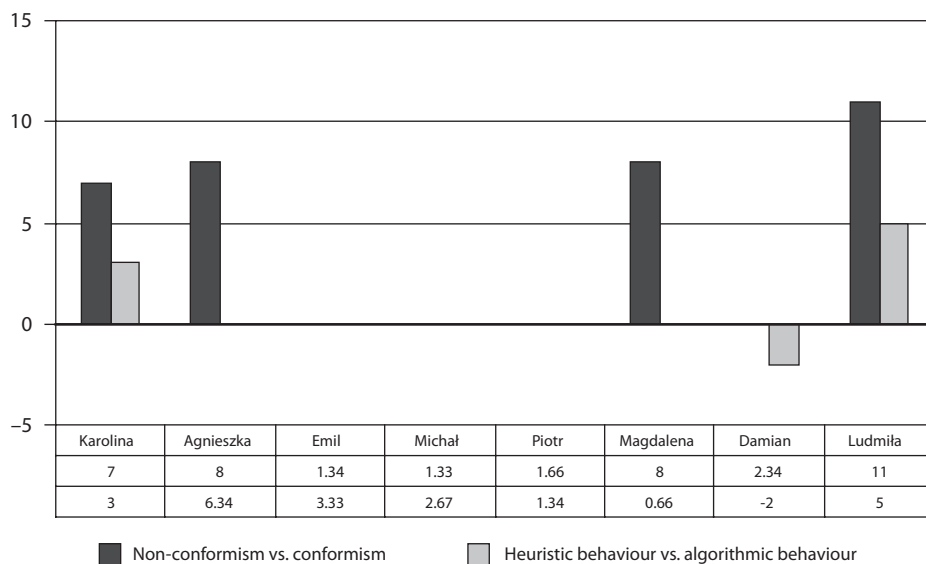 15
10
5
0
−5
Karolina Agnieszka Emil Michał Piotr Magdalena Damian Ludmiła
7 8 1.34 1.33 1.66 8 2.34 11
3 6.34 3.33 2.67 1.34 0.66 -2 5
Non-conformism vs. conformism Heuristic behaviour vs. algorithmic behaviour